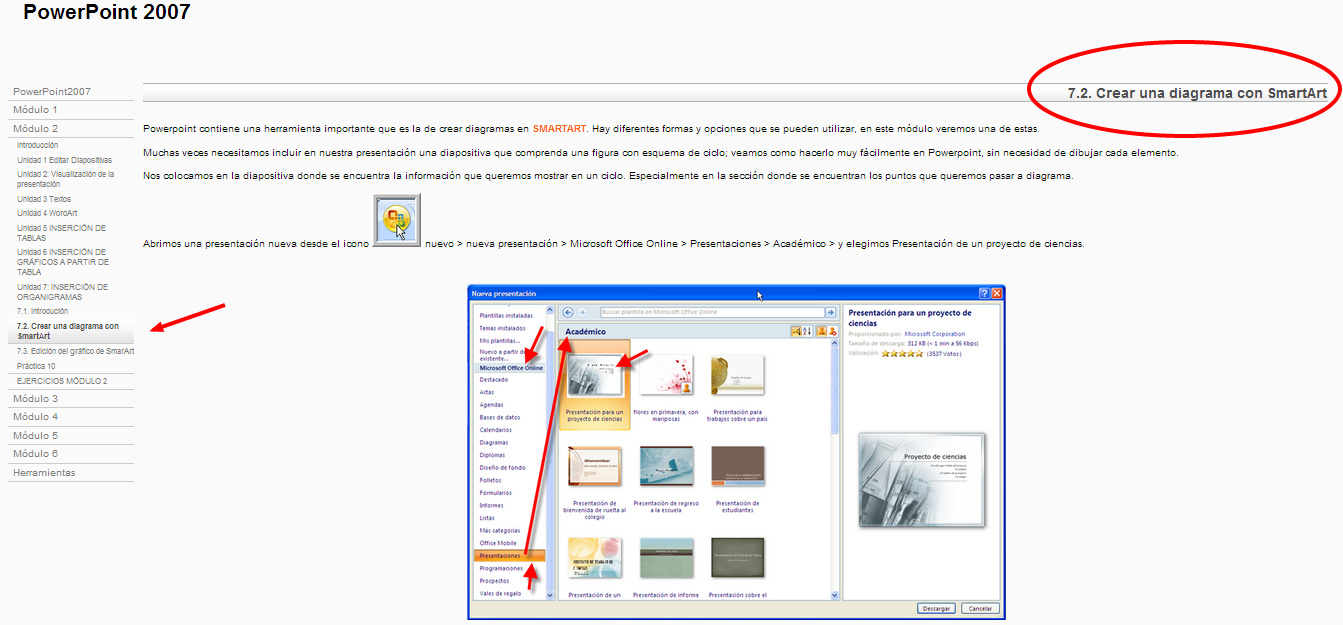 PowerPoint 2007
PowerPoint2007
Módulo 1
Módulo 2
Introducción
Unidad 1 Editar Diapositivas
Unidad 2: Visualización de la
presentación
Unidad 3 Textos
Unidad 4 WordArt
Unidad 5 INSERCIÓN DE
TABLAS
Unidad 6 INSERCIÓN DE
GRÁFICOS A PARTIR DE
TABLA
Unidad 7: INSERCIÓN DE
ORGANIGRAMAS
7.1. Introdución
7.2. Crear una diagrama con
SmartArt
7.3. Edición del gráfico de SmarArt
Práctica 10
EJERCICIOS MÓDULO 2
Módulo 3
Módulo 4
Módulo 5
Módulo 6
Herramientas
7.2. Crear una diagrama con SmartArt
Powerpoint contiene una herramienta importante que es la de crear diagramas en SMARTART. Hay diferentes formas y opciones que se pueden utilizar, en este módulo veremos una de estas.
Muchas veces necesitamos incluir en nuestra presentación una diapositiva que comprenda una figura con esquema de ciclo; veamos como hacerlo muy fácilmente en Powerpoint, sin necesidad de dibujar cada elemento.
Nos colocamos en la diapositiva donde se encuentra la información que queremos mostrar en un ciclo. Especialmente en la sección donde se encuentran los puntos que queremos pasar a diagrama.
Abrimos una presentación nueva desde el icono nuevo > nueva presentación > Microsoft Office Online > Presentaciones > Académico > y elegimos Presentación de un proyecto de ciencias.
Nueva presentación
Plantillas instaladas
Temas instalados
Mis plantillas...
Nuevo a partir de
existente...
Microsoft Office Online
Destacado
Actas
Agendas
Bases de datos
Calendarios
Diagramas
Diplomas
Diseño de fondo
Folletos
Formularios
Informes
Listas
Más categorías
Office Mobile
Presentaciones
Programaciones
Prospectos
Vales de regalo
Buscar plantilla en Microsoft Office Online
Académico
Presentación para un
proyecto de ciencias
flores en primavera, con
mariposas
Presentación para
trabajos sobre un país
¡Bienvenidos!
Presentación de
bienvenida de vuelta al
colegio
Presentación de regreso
a la escuela
Presentación de
estudiantes
Presentación de un
Presentación de informe
Presentación sobre el
Presentación para un proyecto de
ciencias
Proporcionado por: Microsoft Corporation
Tamaño de descarga: 312 KB (< 1 min a 56 Kbps)
Valoración: (3537 Votos)
Proyecto de ciencias
Descargar
Cancelar